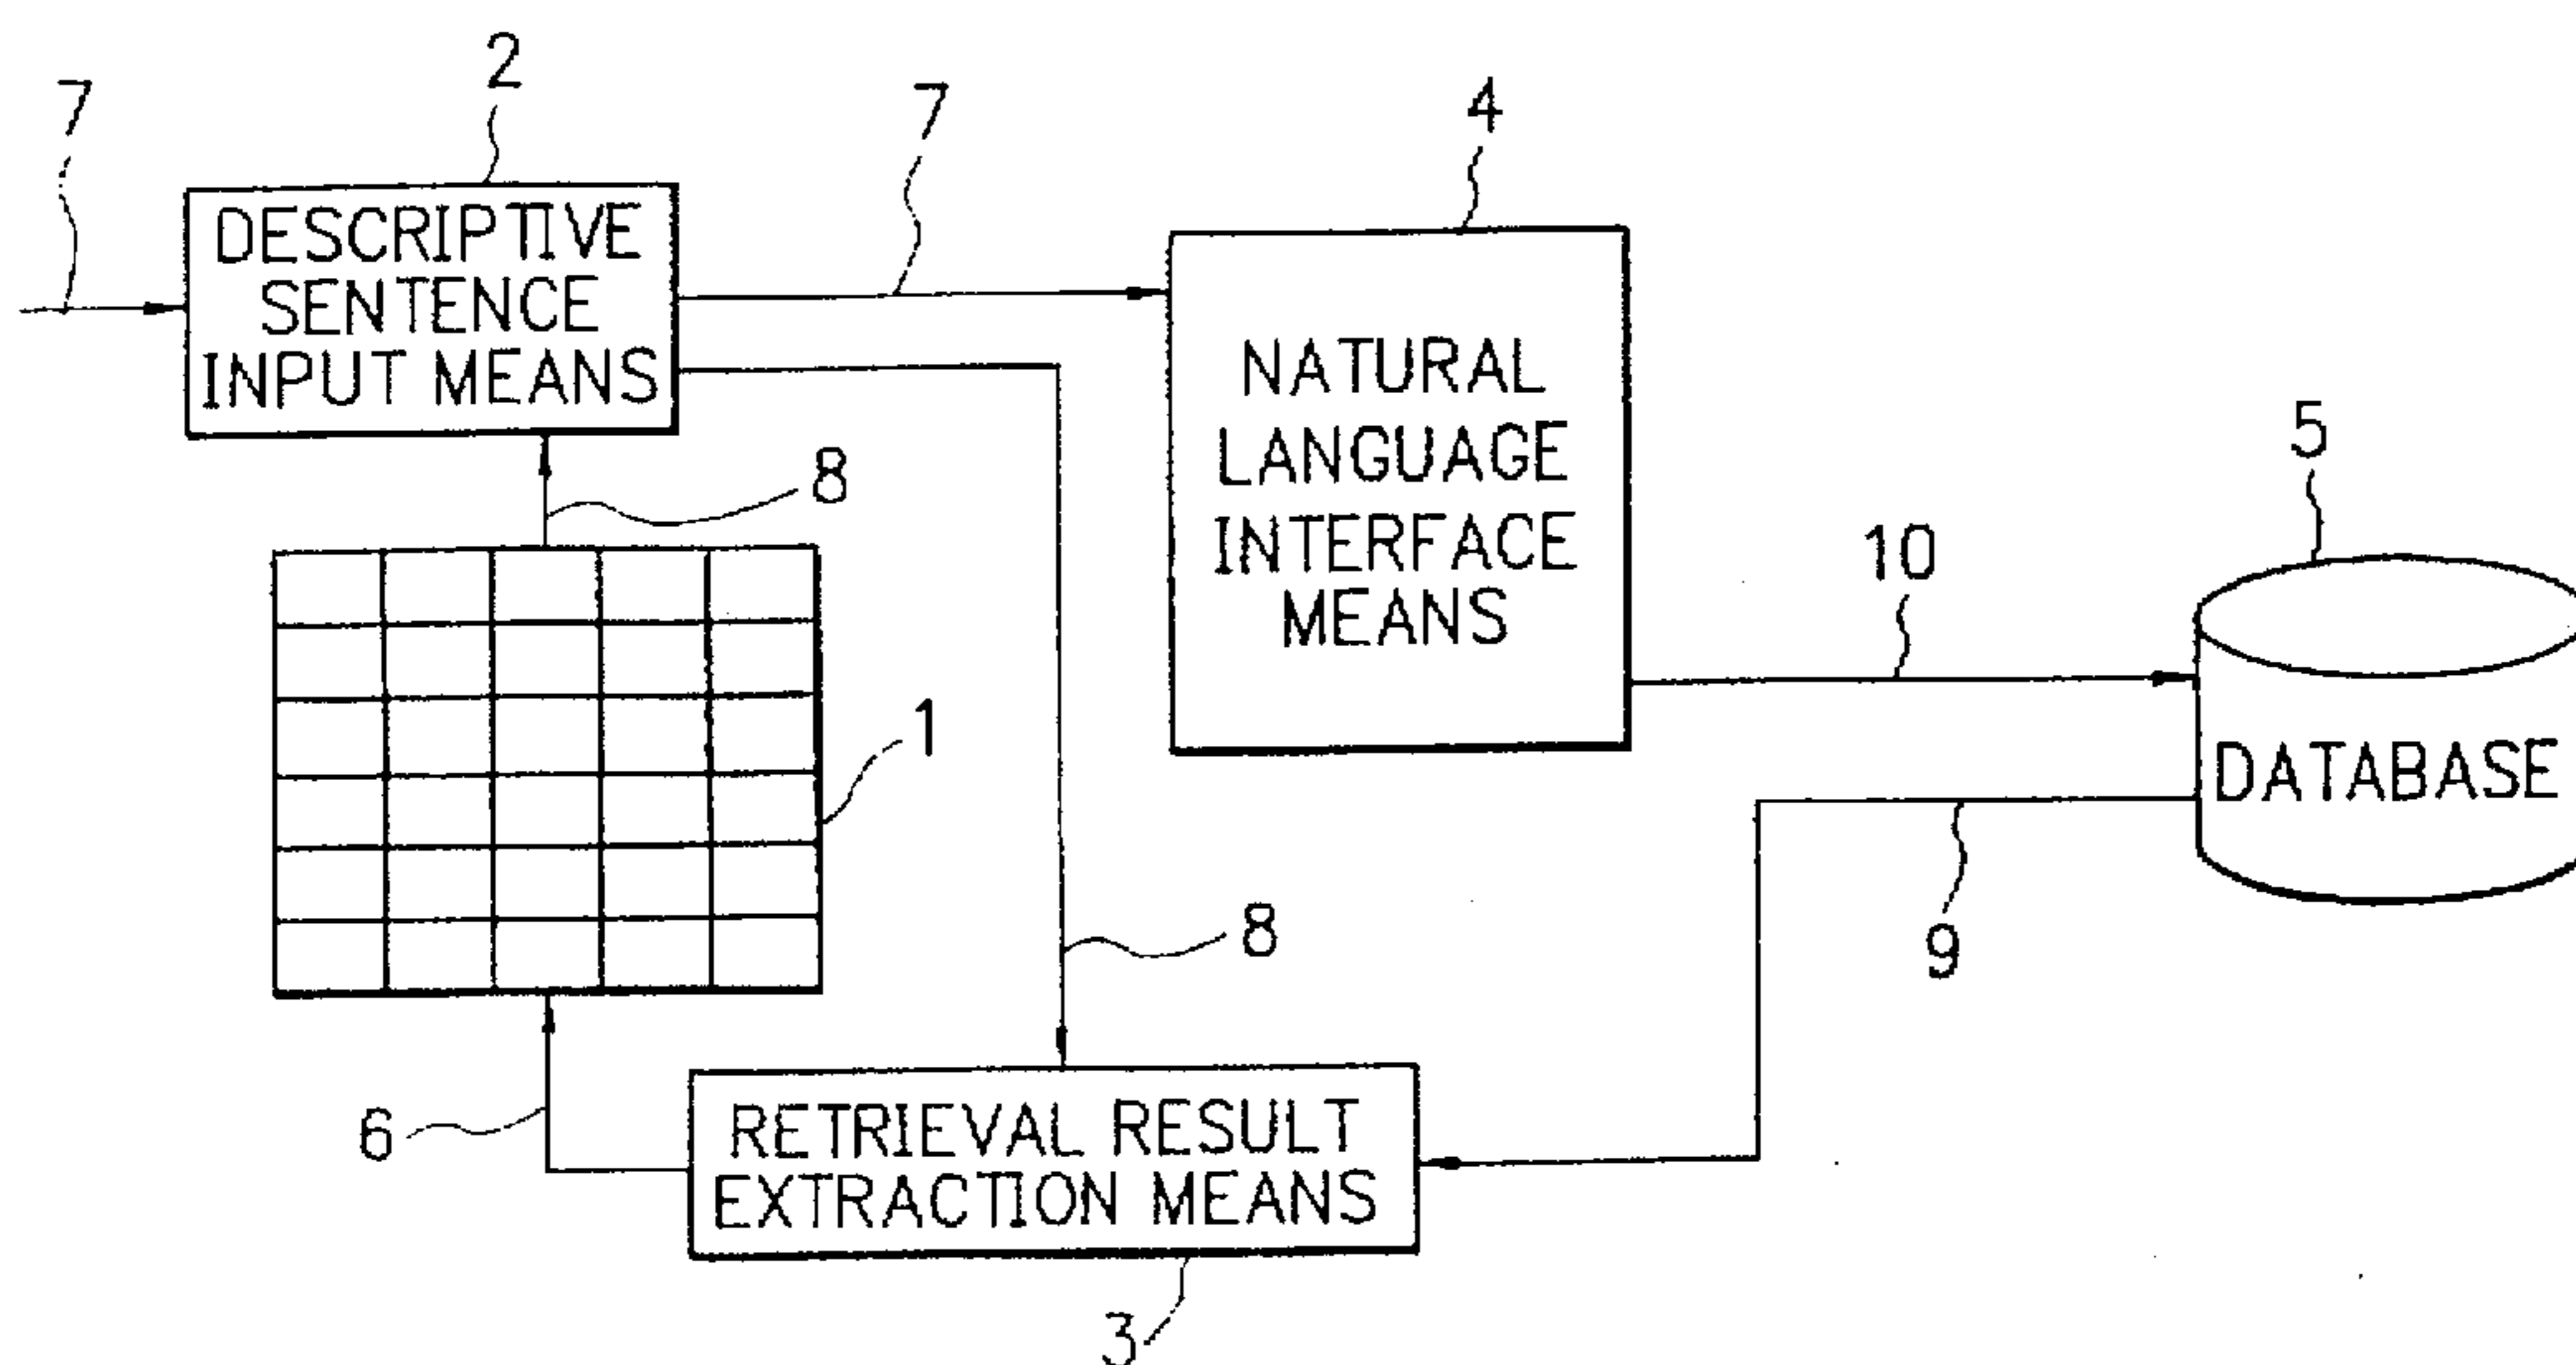 2
7
7
4
DESCRIPTIVE
SENTENCE
INPUT MEANS
NATURAL
LANGUAGE
INTERFACE
MEANS
5
8
10
1
DATABASE
8
9
6
RETRIEVAL RESULT
EXTRACTION MEANS
3